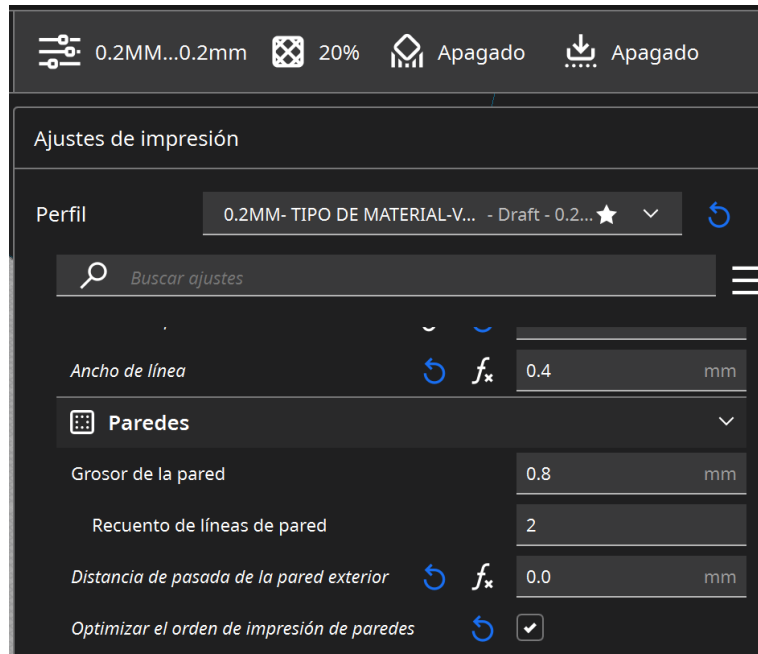 0.2MM...0.2mm 20% Apagado Apagado
Ajustes de impresión
Perfil 0.2MM- TIPO DE MATERIAL-V... - Draft - 0.2...
Buscar ajustes
Ancho de línea 0.4 mm
Paredes
Grosor de la pared 0.8 mm
Recuento de líneas de pared 2
Distancia de pasada de la pared exterior 0.0 mm
Optimizar el orden de impresión de paredes